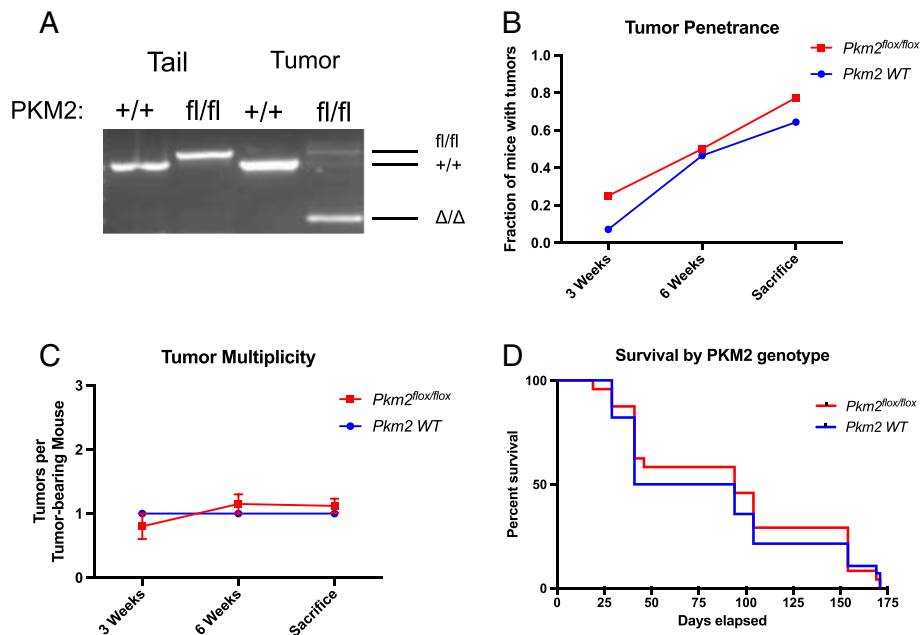 A
Tail Tumor
PKM2: +/+ fl/fl +/+ fl/fl
fl/fl
+/+
Δ/Δ
B
Tumor Penetrance
Pkm2flox/flox
Pkm2 WT
Fraction of mice with tumors
1.0
0.8
0.6
0.4
0.2
0.0
3 Weeks
6 Weeks
Sacrifice
C
Tumor Multiplicity
Pkm2flox/flox
Pkm2 WT
Tumors per
Tumor-bearing Mouse
3
2
1
0
3 Weeks
6 Weeks
Sacrifice
D
Survival by PKM2 genotype
Pkm2flox/flox
Pkm2 WT
Percent survival
100
50
0
0 25 50 75 100 125 150 175
Days elapsed